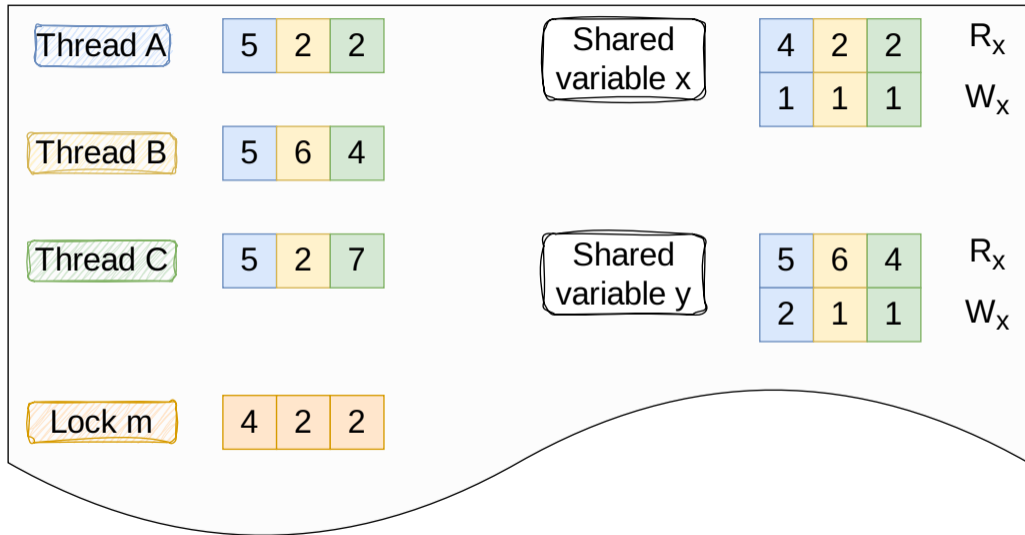 Thread A
5 2 2
Shared
variable x
4 2 2
Rx
1 1 1
Wx
Thread B
5 6 4
Thread C
5 2 7
Shared
variable y
5 6 4
Rx
2 1 1
Wx
Lock m
4 2 2